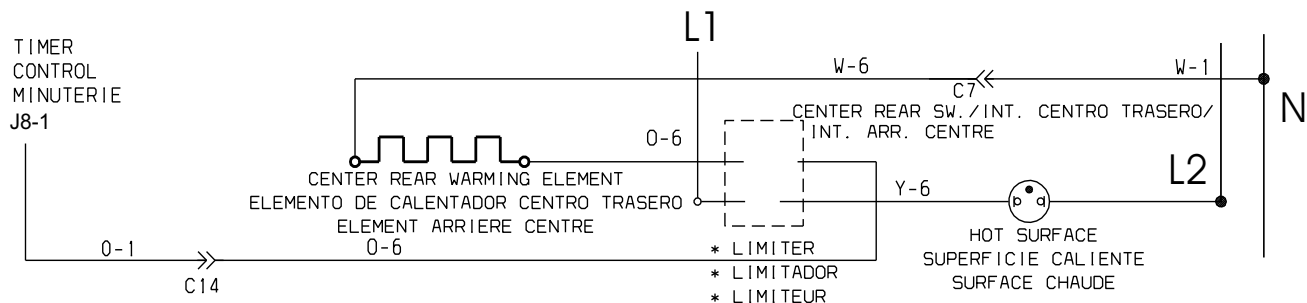 L1
TIMER
CONTROL
MINUTERIE
J8-1
W-6
W-1
C7
N
CENTER REAR SW./INT. CENTRO TRASERO/
INT. ARR. CENTRE
O-6
L2
CENTER REAR WARMING ELEMENT
ELEMENTO DE CALENTADOR CENTRO TRASERO
ELEMENT ARRIERE CENTRE
Y-6
O-1
O-6
C14
* LIMITER
* LIMITADOR
* LIMITEUR
HOT SURFACE
SUPERFICIE CALIENTE
SURFACE CHAUDE